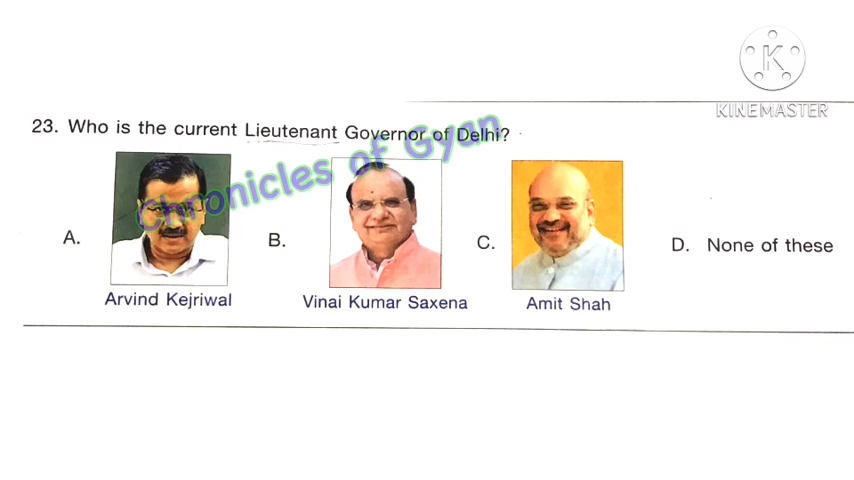 KINEMASTER
23. Who is the current Lieutenant Governor of Delhi?
Chronicles of Gyan
A. B. C. D. None of these
Arvind Kejriwal Vinai Kumar Saxena Amit Shah